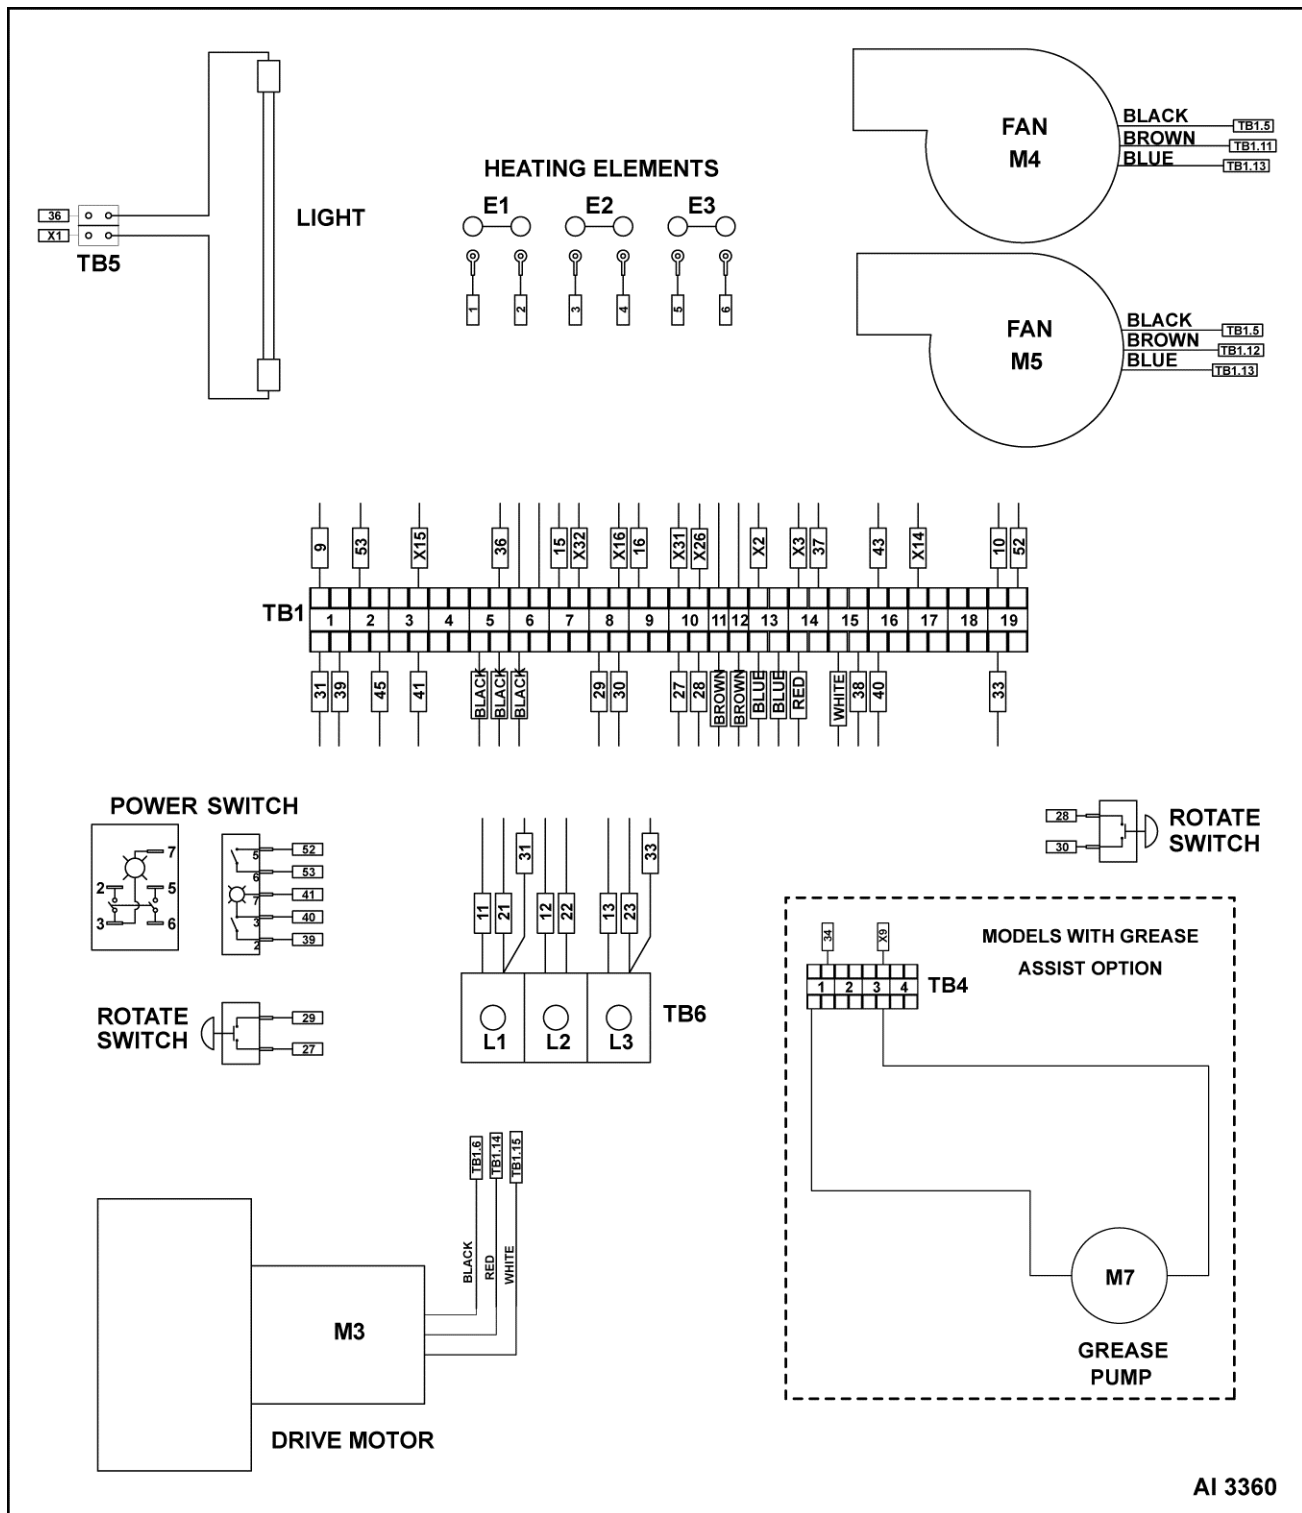 FAN
M4
BLACK
BROWN
BLUE
TB1.5
TB1.11
TB1.13
HEATING ELEMENTS
E1 E2 E3
1 2 3 4 5 6
36
X1
TB5
LIGHT
FAN
M5
BLACK
BROWN
BLUE
TB1.5
TB1.12
TB1.13
9 53 X15 36 15 X32 X16 16 X31 X26 X2 X3 37 43 X14 10 52
TB1 1 2 3 4 5 6 7 8 9 10 11 12 13 14 15 16 17 18 19
31 39 45 41 BLACK BLACK BLACK 29 30 27 28 BROWN BROWN BLUE BLUE RED WHITE 38 40 33
POWER SWITCH
7
2 5
3 6
5 52
6 53
7 41
3 40
2 39
ROTATE
SWITCH
29
27
31 33
11 21 12 22 13 23
L1 L2 L3
TB6
28
30
ROTATE
SWITCH
MODELS WITH GREASE
ASSIST OPTION
34 X9
1 2 3 4
TB4
M7
GREASE
PUMP
TB1.6 TB1.14 TB1.15
BLACK RED WHITE
M3
DRIVE MOTOR
AI 3360